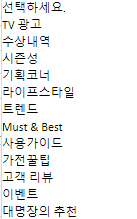 선택하세요.
TV 광고
수상내역
시즌성
기획코너
라이프스타일
트렌드
Must & Best
사용가이드
가전꿀팁
고객 리뷰
이벤트
대명장의 추천